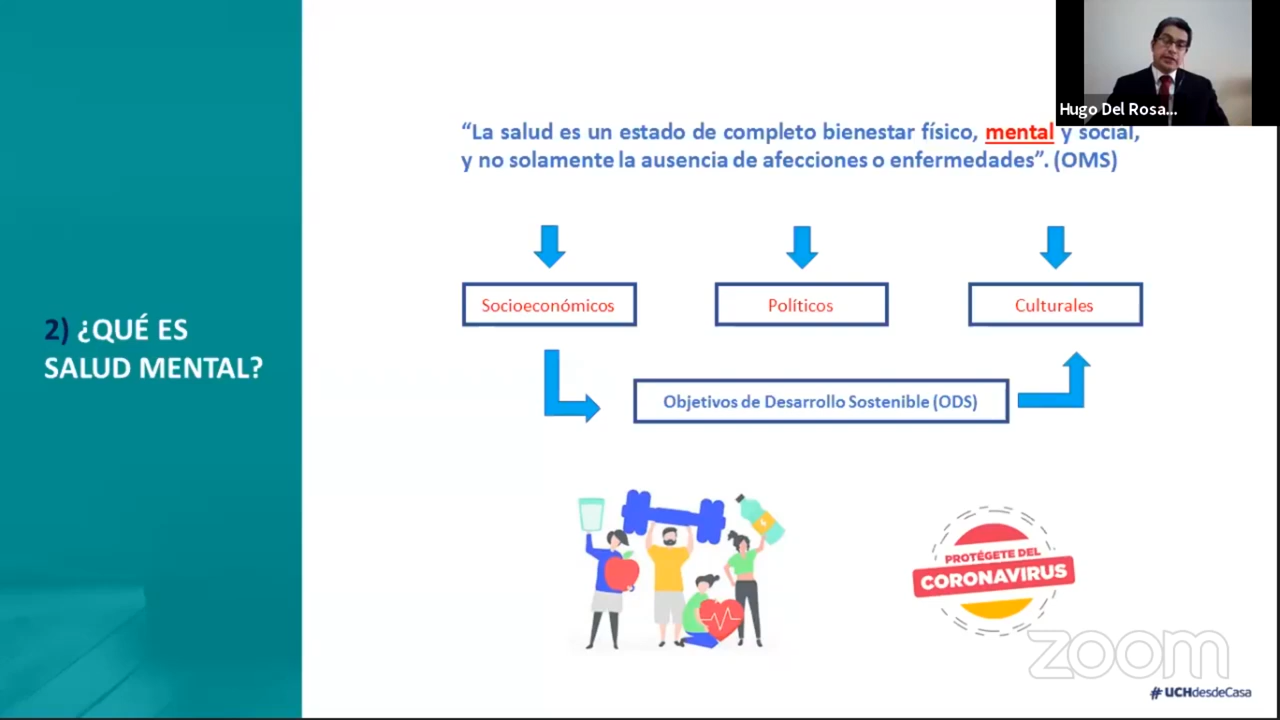 Hugo Del Rosa...
“La salud es un estado de completo bienestar físico, mental y social,
y no solamente la ausencia de afecciones o enfermedades”. (OMS)
Socioeconómicos
Políticos
Culturales
2) ¿QUÉ ES
SALUD MENTAL?
Objetivos de Desarrollo Sostenible (ODS)
PROTÉGETE DEL
CORONAVIRUS
zoom
#UCHdesdeCasa